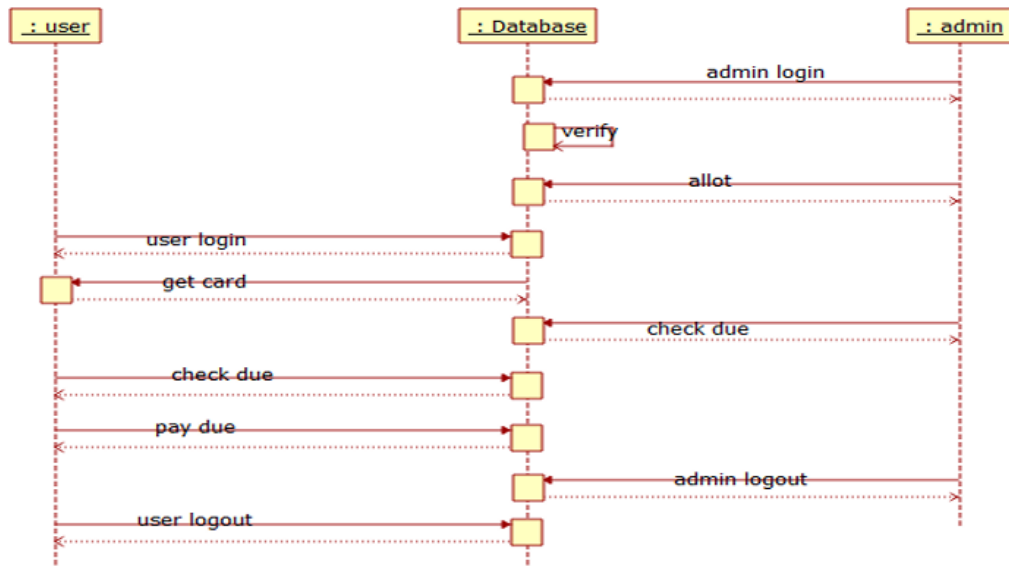 : user
: Database
: admin
admin login
verify
allot
user login
get card
check due
check due
pay due
admin logout
user logout